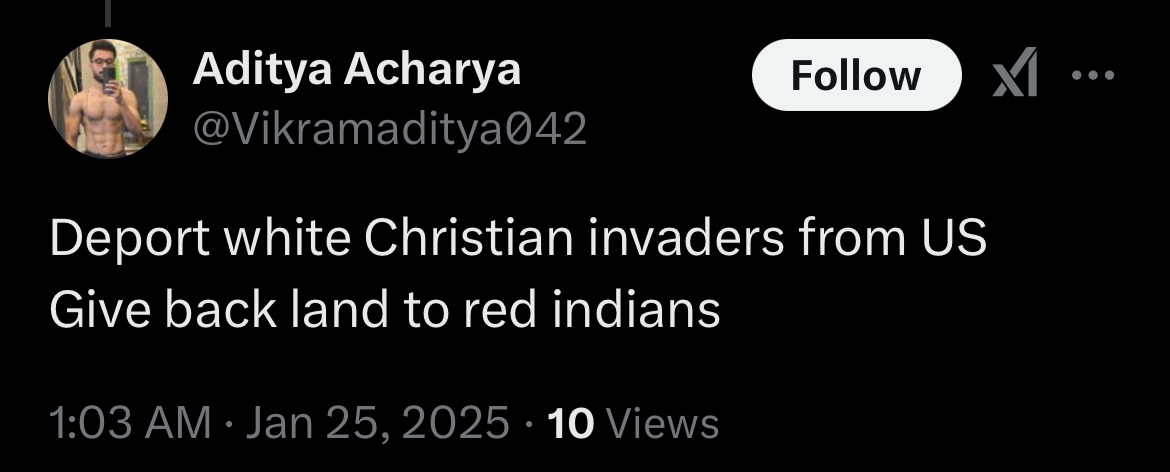 Aditya Acharya
@Vikramaditya042
Follow
Deport white Christian invaders from US
Give back land to red indians
1:03 AM · Jan 25, 2025 · 10 Views